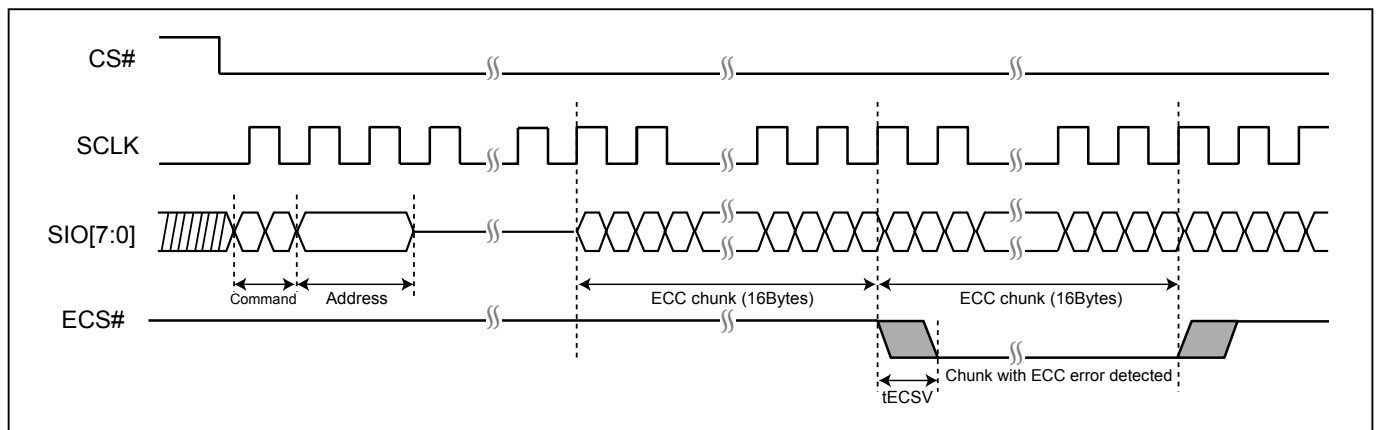 CS#
SCLK
SIO[7:0]
Command
Address
ECC chunk (16Bytes)
ECC chunk (16Bytes)
ECS#
Chunk with ECC error detected
tECSV